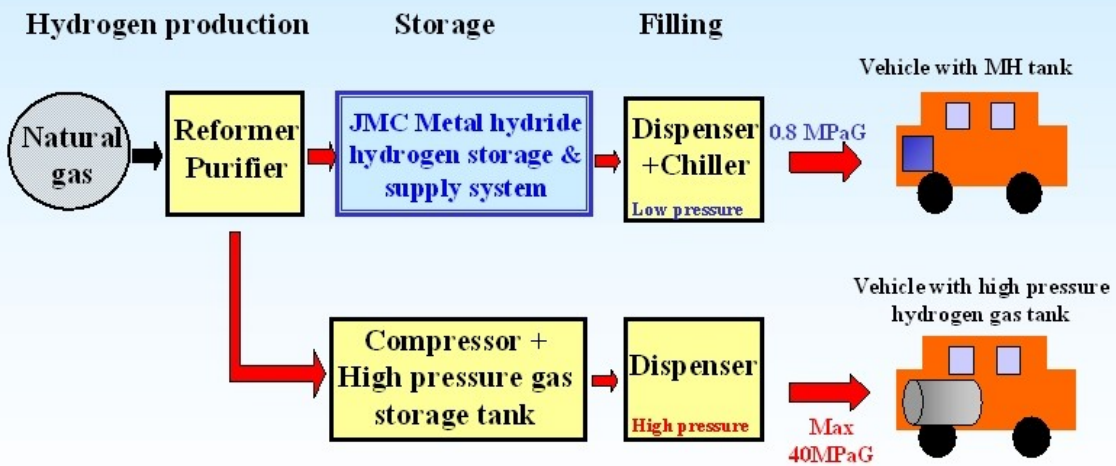 Hydrogen production
Storage
Filling
Vehicle with MH tank
Natural
gas
Reformer
Purifier
JMC Metal hydride
hydrogen storage &
supply system
Dispenser
+Chiller
Low pressure
0.8 MPaG
Vehicle with high pressure
hydrogen gas tank
Compressor +
High pressure gas
storage tank
Dispenser
High pressure
Max
40MPaG